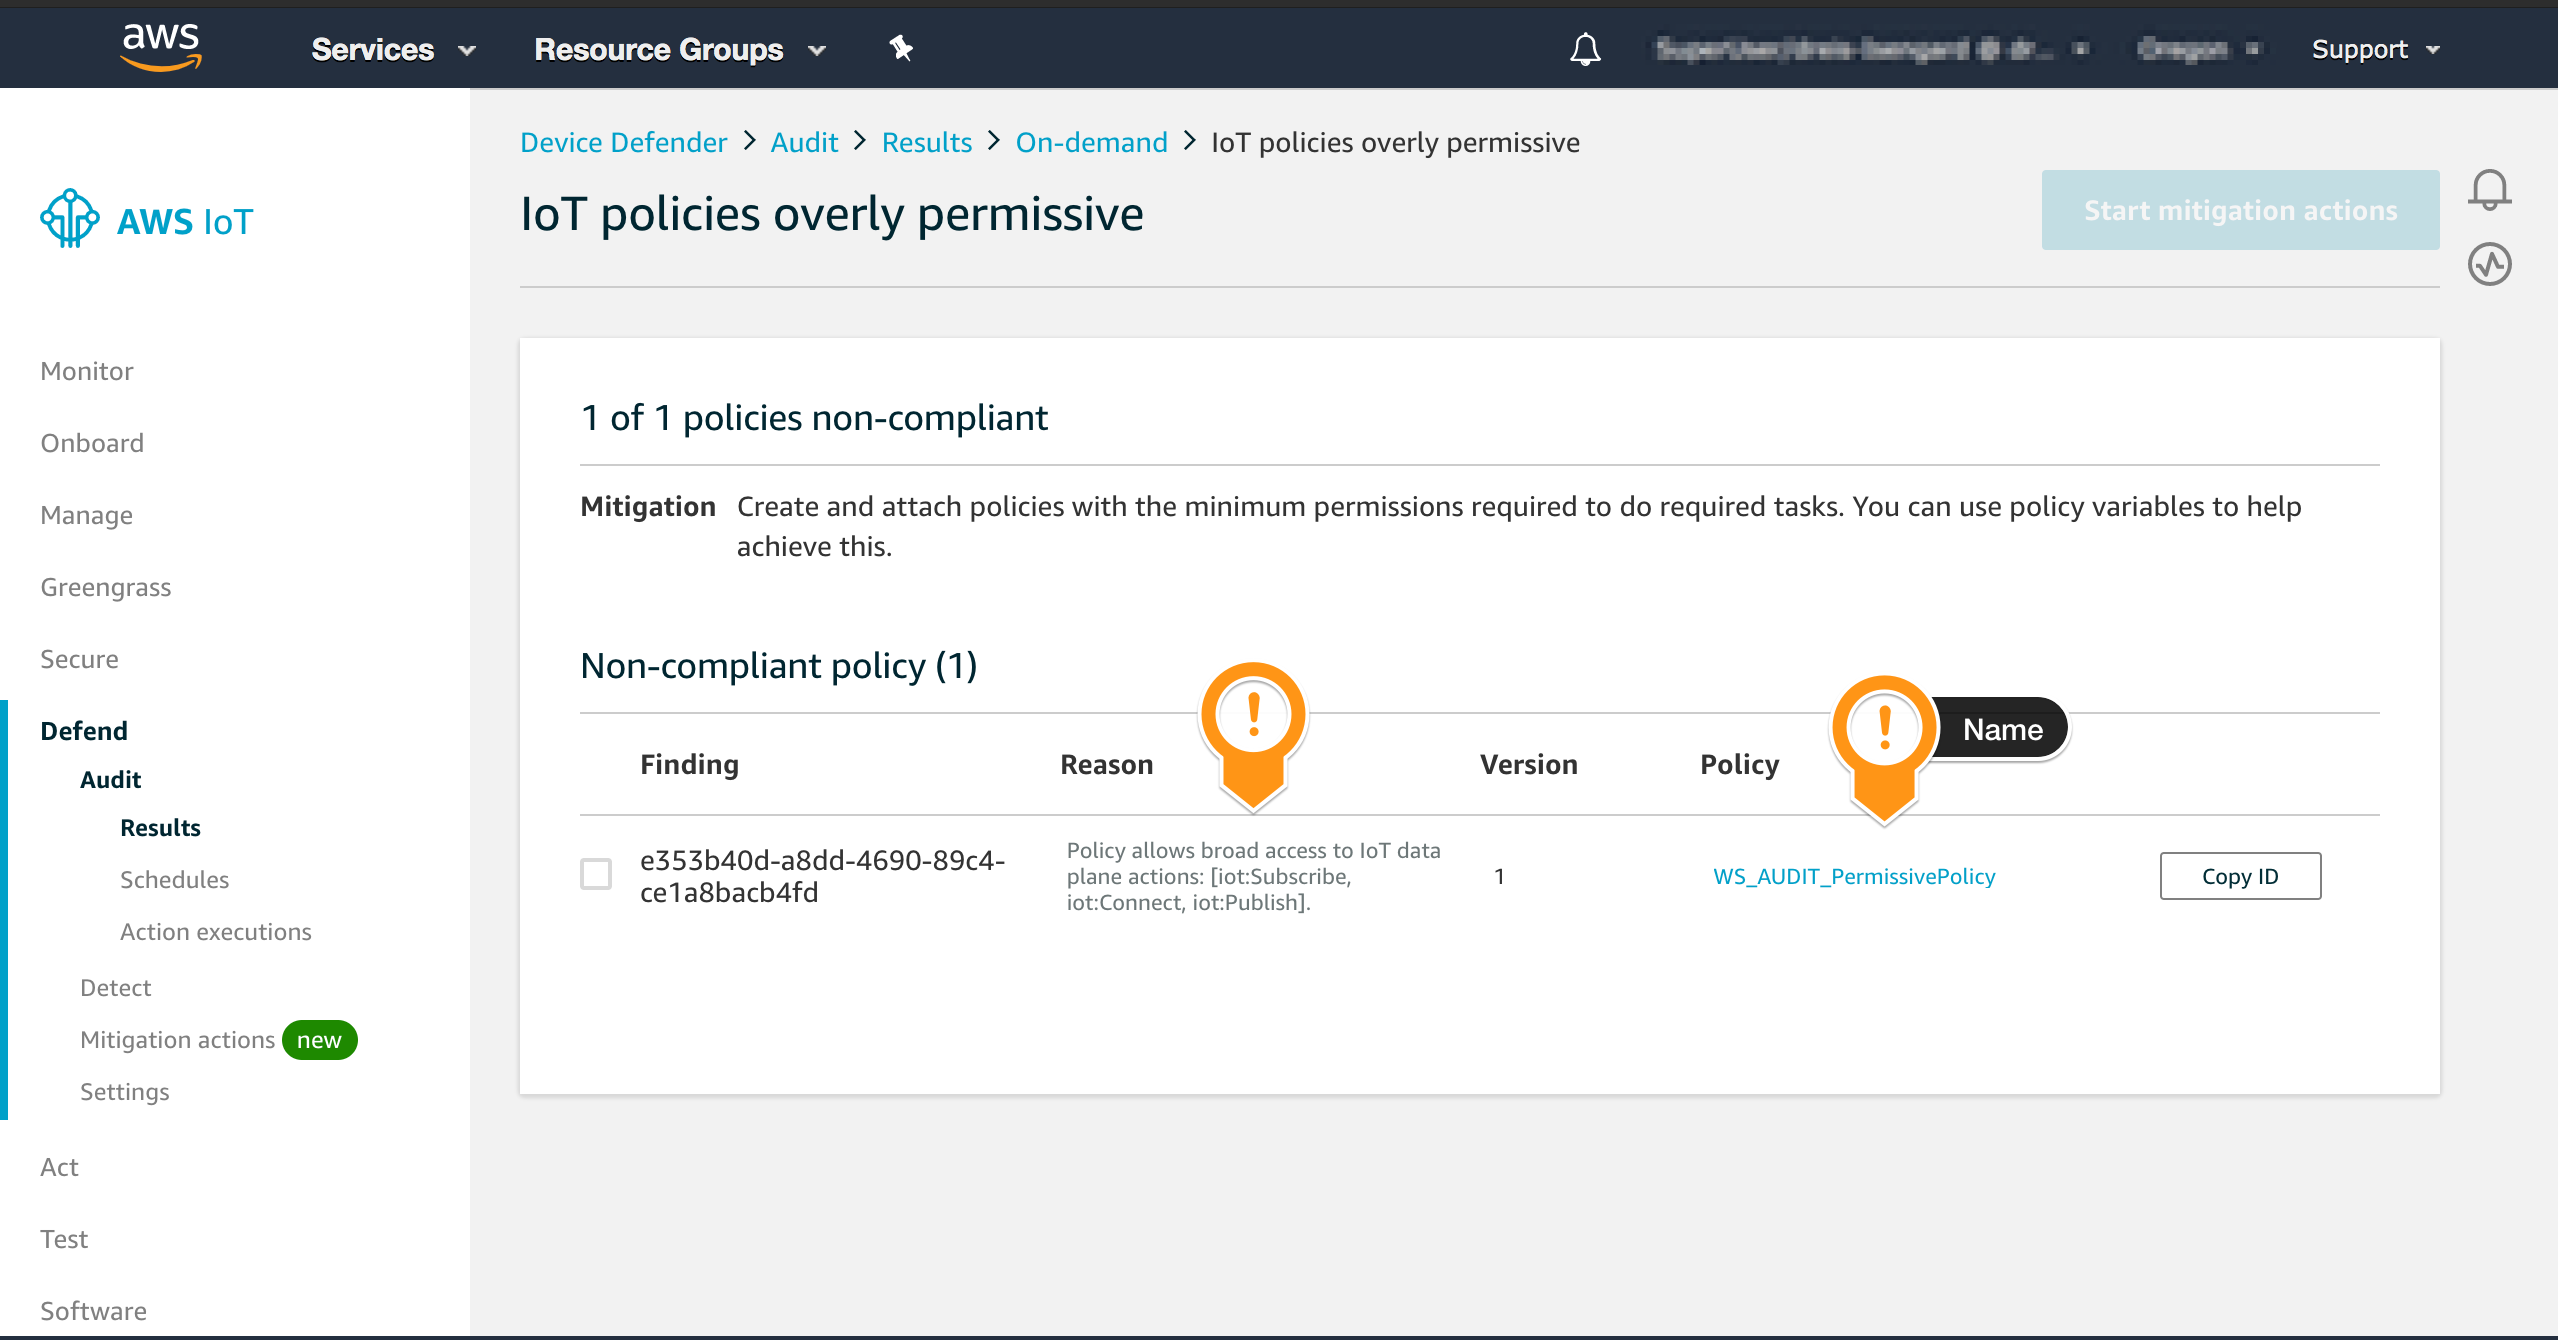 aws Services Resource Groups Support
Device Defender > Audit > Results > On-demand > IoT policies overly permissive
IoT policies overly permissive
Start mitigation actions
AWS IoT
Monitor
Onboard
Manage
Greengrass
Secure
Defend
Audit
Results
Schedules
Action executions
Detect
Mitigation actions new
Settings
Act
Test
Software
1 of 1 policies non-compliant
Mitigation Create and attach policies with the minimum permissions required to do required tasks. You can use policy variables to help
achieve this.
Non-compliant policy (1)
!
! Name
Finding Reason Version Policy
e353b40d-a8dd-4690-89c4-
ce1a8bacb4fd
Policy allows broad access to IoT data
plane actions: [iot:Subscribe,
iot:Connect, iot:Publish].
1
WS_AUDIT_PermissivePolicy
Copy ID